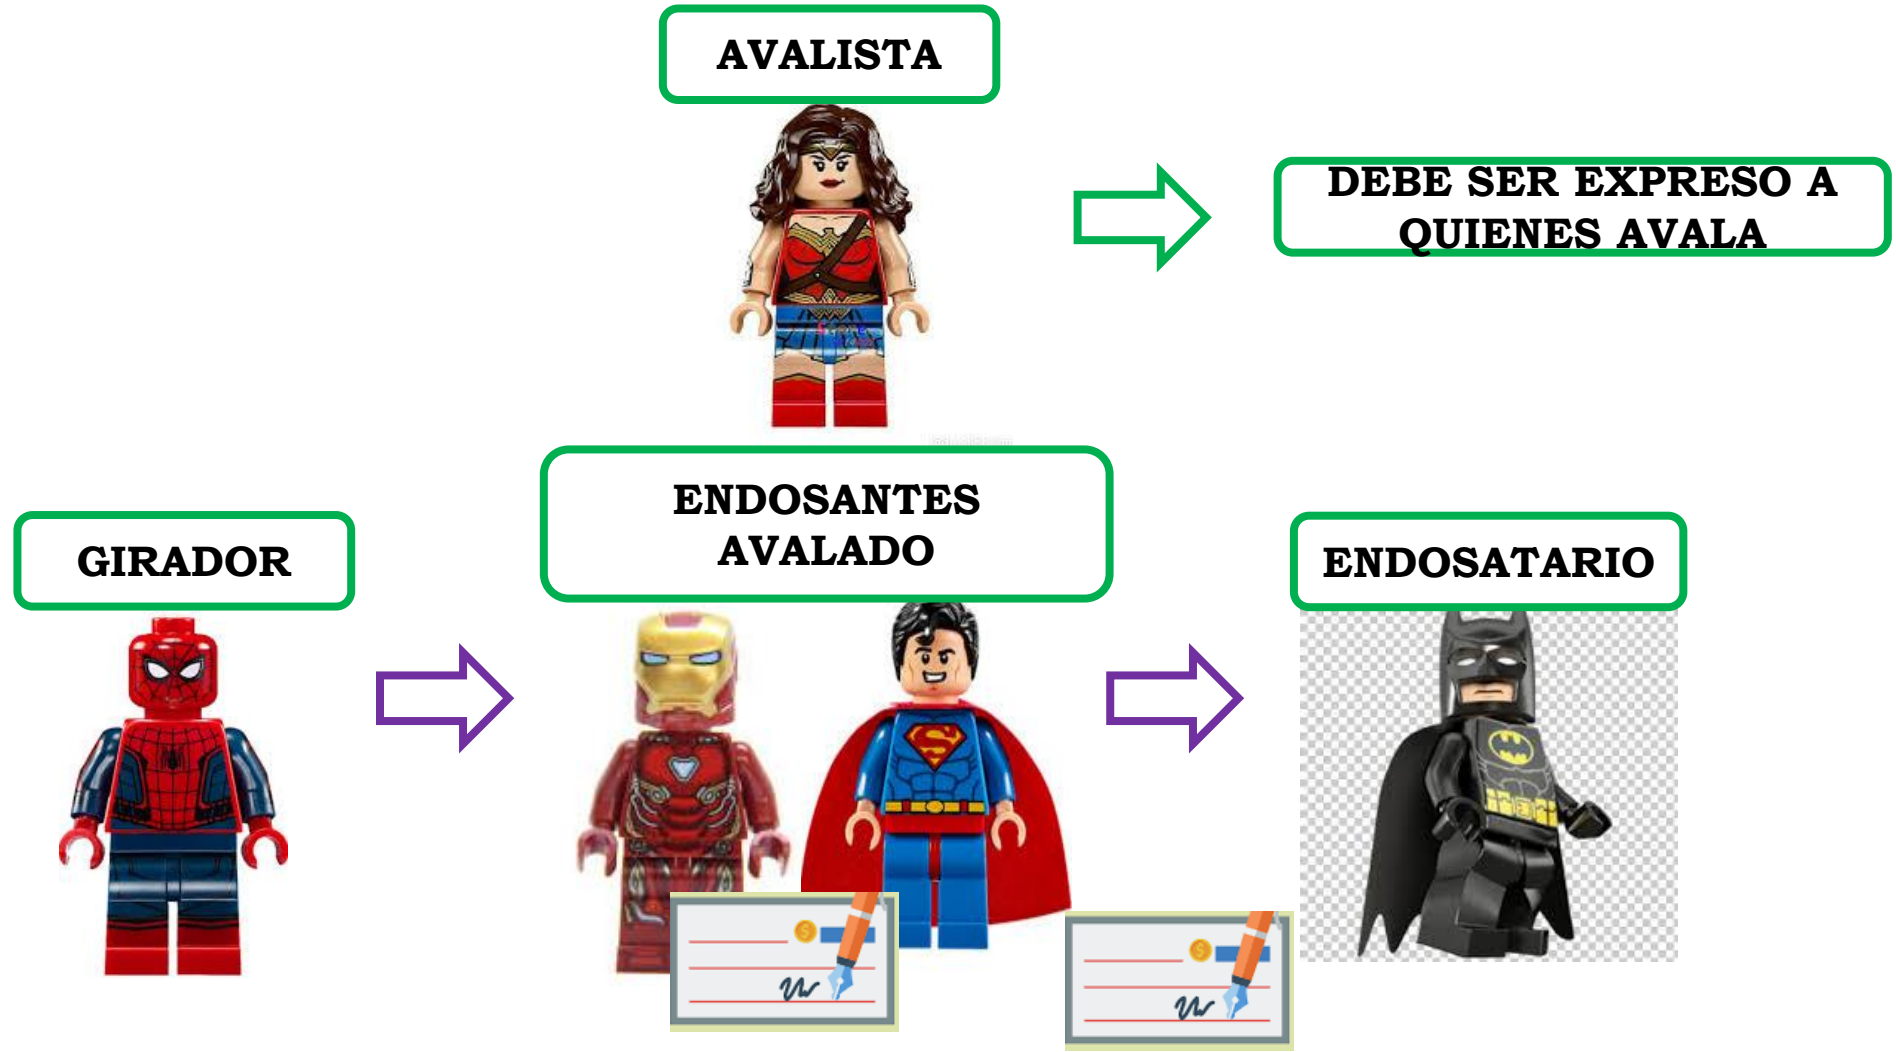 AVALISTA
DEBE SER EXPRESO A
QUIENES AVALA
ENDOSANTES
AVALADO
GIRADOR
ENDOSATARIO